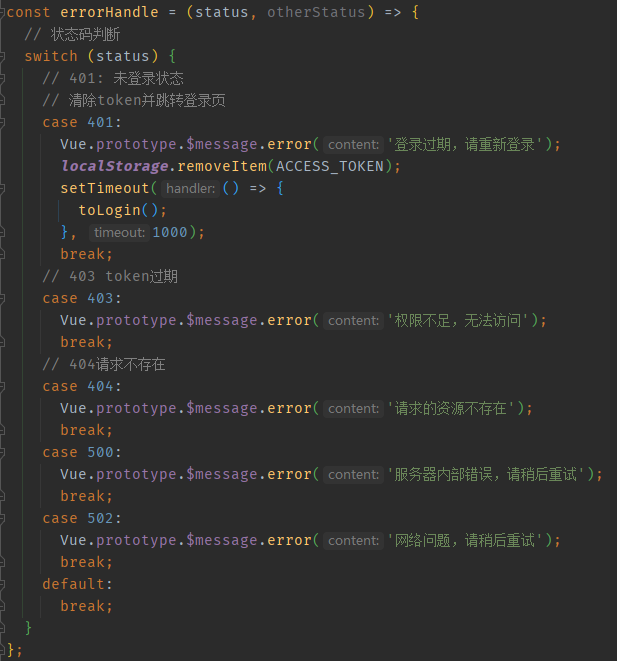 const errorHandle = (status, otherStatus) => {
  // 状态码判断
  switch (status) {
    // 401: 未登录状态
    // 清除token并跳转登录页
    case 401:
      Vue.prototype.$message.error( content: '登录过期，请重新登录');
      localStorage.removeItem(ACCESS_TOKEN);
      setTimeout( handler: () => {
        toLogin();
      }, timeout: 1000);
      break;
    // 403 token过期
    case 403:
      Vue.prototype.$message.error( content: '权限不足，无法访问');
      break;
    // 404请求不存在
    case 404:
      Vue.prototype.$message.error( content: '请求的资源不存在');
      break;
    case 500:
      Vue.prototype.$message.error( content: '服务器内部错误，请稍后重试');
      break;
    case 502:
      Vue.prototype.$message.error( content: '网络问题，请稍后重试');
      break;
    default:
      break;
  }
};